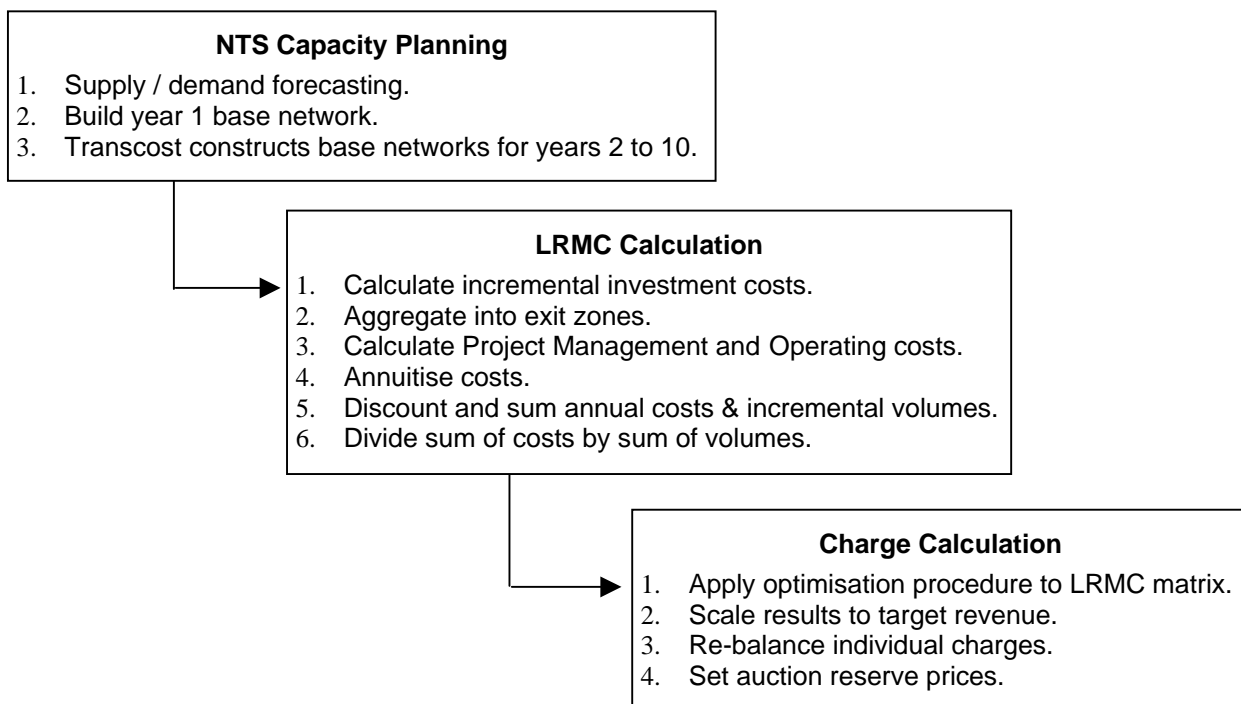 NTS Capacity Planning
1. Supply / demand forecasting.
2. Build year 1 base network.
3. Transcost constructs base networks for years 2 to 10.
LRMC Calculation
1. Calculate incremental investment costs.
2. Aggregate into exit zones.
3. Calculate Project Management and Operating costs.
4. Annuitise costs.
5. Discount and sum annual costs & incremental volumes.
6. Divide sum of costs by sum of volumes.
Charge Calculation
1. Apply optimisation procedure to LRMC matrix.
2. Scale results to target revenue.
3. Re-balance individual charges.
4. Set auction reserve prices.